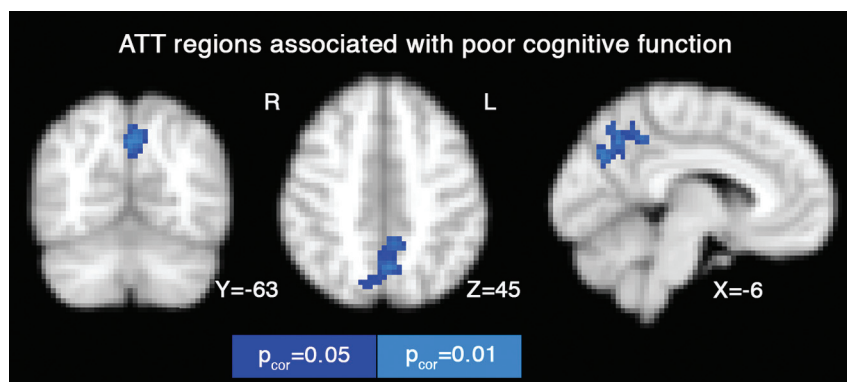 ATT regions associated with poor cognitive function
R L
Y=-63 Z=45 X=-6
pcor=0.05 pcor=0.01